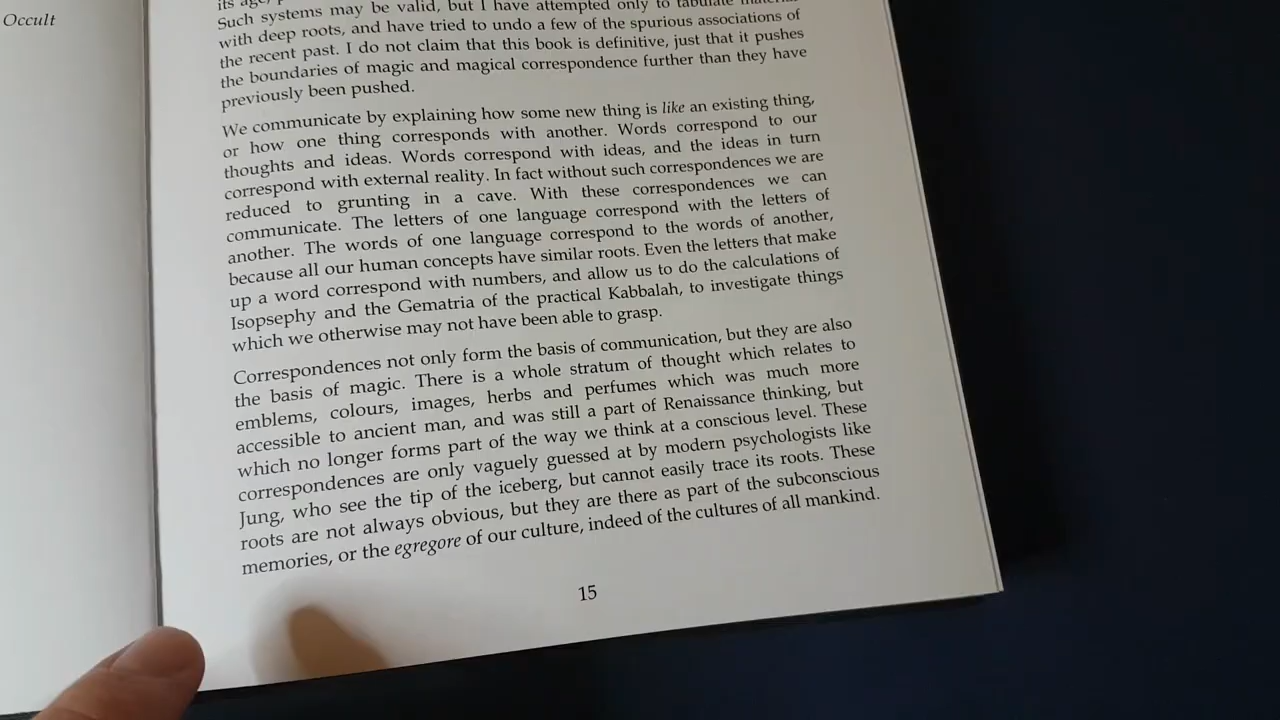 Occult
its age,
Such systems may be valid, but I have attempted only to tabulate
with deep roots, and have tried to undo a few of the spurious associations of
the recent past. I do not claim that this book is definitive, just that it pushes
the boundaries of magic and magical correspondence further than they have
previously been pushed.
We communicate by explaining how some new thing is like an existing thing,
or how one thing corresponds with another. Words correspond to our
thoughts and ideas. Words correspond with ideas, and the ideas in turn
correspond with external reality. In fact without such correspondences we are
reduced to grunting in a cave. With these correspondences we can
communicate. The letters of one language correspond with the letters of
another. The words of one language correspond to the words of another,
because all our human concepts have similar roots. Even the letters that make
up a word correspond with numbers, and allow us to do the calculations of
Isopsephy and the Gematria of the practical Kabbalah, to investigate things
which we otherwise may not have been able to grasp.
Correspondences not only form the basis of communication, but they are also
the basis of magic. There is a whole stratum of thought which relates to
emblems, colours, images, herbs and perfumes which was much more
accessible to ancient man, and was still a part of Renaissance thinking, but
which no longer forms part of the way we think at a conscious level. These
correspondences are only vaguely guessed at by modern psychologists like
Jung, who see the tip of the iceberg, but cannot easily trace its roots. These
roots are not always obvious, but they are there as part of the subconscious
memories, or the egregore of our culture, indeed of the cultures of all mankind.
15